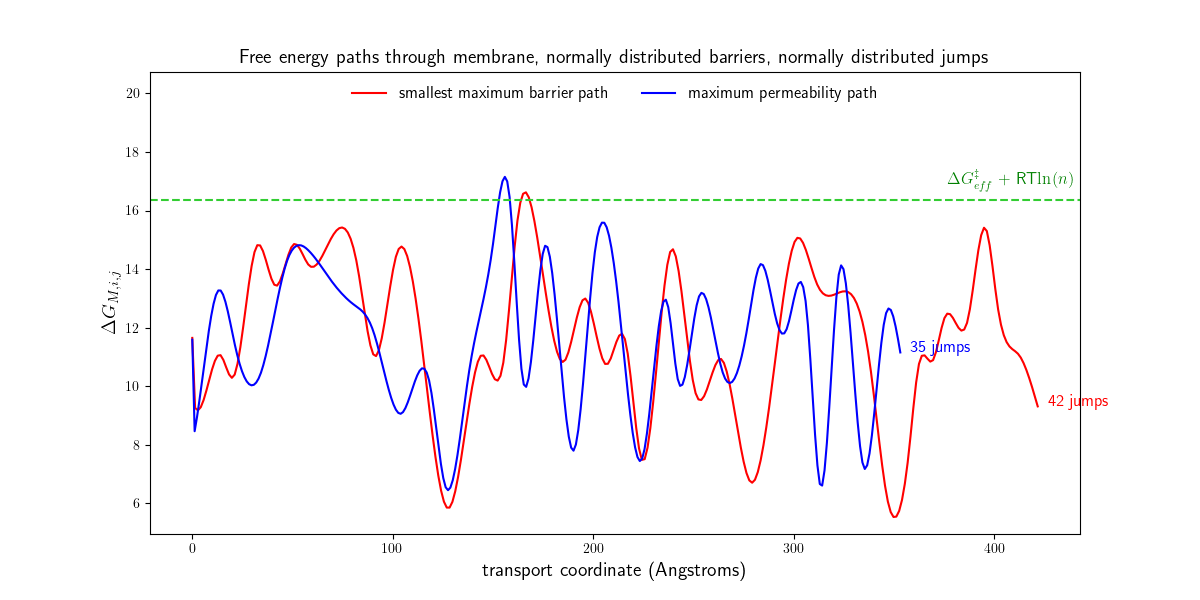 Free energy paths through membrane, normally distributed barriers, normally distributed jumps
smallest maximum barrier path
maximum permeability path
ΔG‡eff + RTln(n)
35 jumps
42 jumps
ΔGM,i,j
20
18
16
14
12
10
8
6
0
100
200
300
400
transport coordinate (Angstroms)